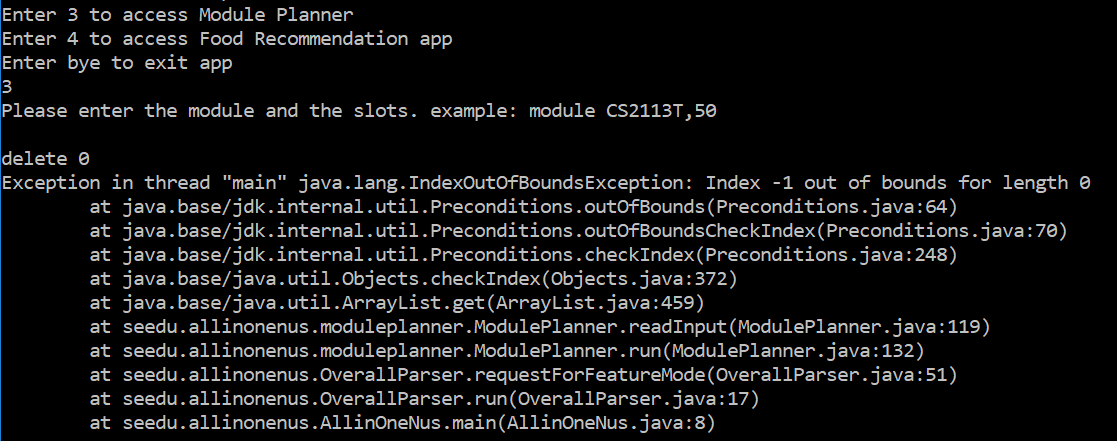 Enter 3 to access Module Planner
Enter 4 to access Food Recommendation app
Enter bye to exit app
3
Please enter the module and the slots. example: module CS2113T,50
delete 0
Exception in thread "main" java.lang.IndexOutOfBoundsException: Index -1 out of bounds for length 0
at java.base/jdk.internal.util.Preconditions.outOfBounds(Preconditions.java:64)
at java.base/jdk.internal.util.Preconditions.outOfBoundsCheckIndex(Preconditions.java:70)
at java.base/jdk.internal.util.Preconditions.checkIndex(Preconditions.java:248)
at java.base/java.util.Objects.checkIndex(Objects.java:372)
at java.base/java.util.ArrayList.get(ArrayList.java:459)
at seedu.allinonenus.moduleplanner.ModulePlanner.readInput(ModulePlanner.java:119)
at seedu.allinonenus.moduleplanner.ModulePlanner.run(ModulePlanner.java:132)
at seedu.allinonenus.OverallParser.requestForFeatureMode(OverallParser.java:51)
at seedu.allinonenus.OverallParser.run(OverallParser.java:17)
at seedu.allinonenus.AllinOneNus.main(AllinOneNus.java:8)